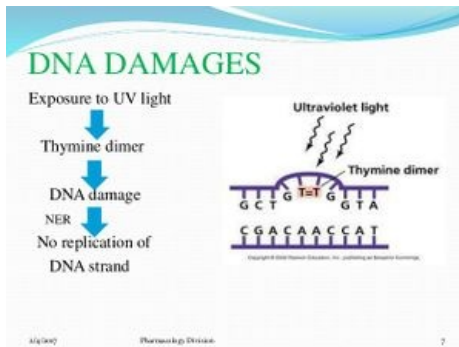 DNA DAMAGES
Exposure to UV light
Thymine dimer
DNA damage
NER
No replication of
DNA strand
Ultraviolet light
Thymine dimer
G C T G T=T G G T A
C G A C A A C C A T
Pharmacology Division
7